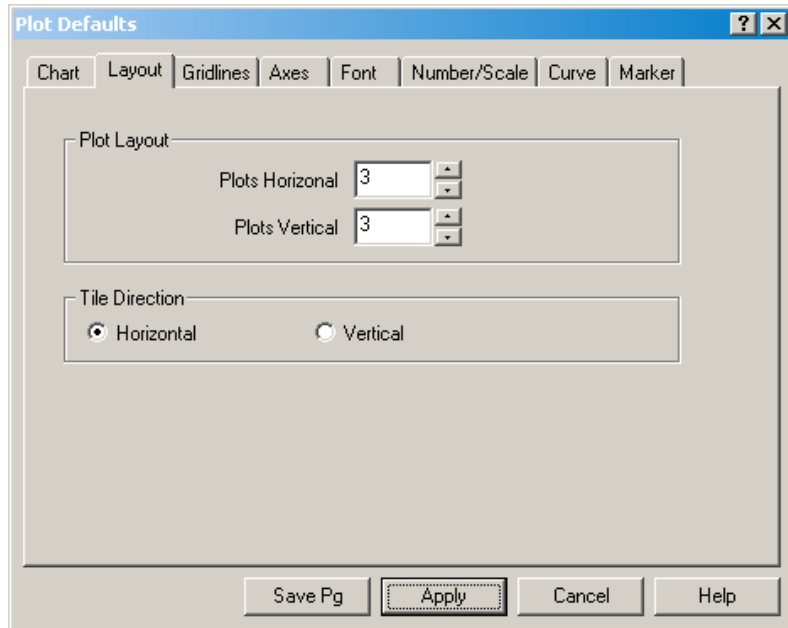 Plot Defaults
? X
Chart Layout Gridlines Axes Font Number/Scale Curve Marker
Plot Layout
Plots Horizonal 3
Plots Vertical 3
Tile Direction
Horizontal Vertical
Save Pg Apply Cancel Help